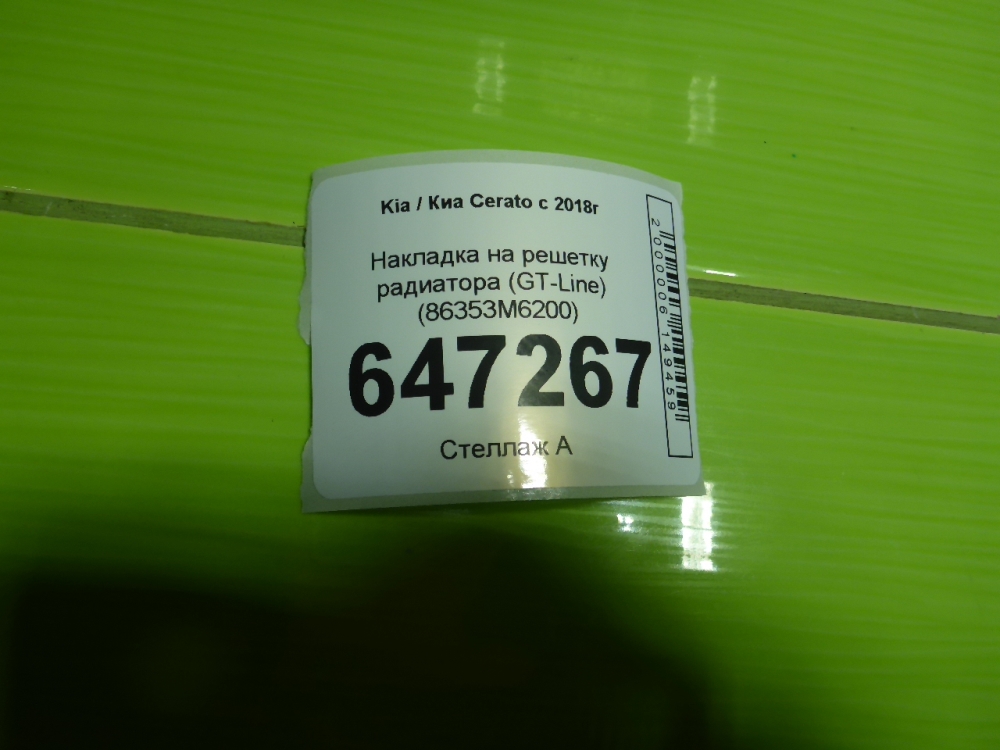 Kia / Киа Cerato с 2018г
Накладка на решетку
радиатора (GT-Line)
(86353M6200)
647267
Стеллаж А
2000006149459